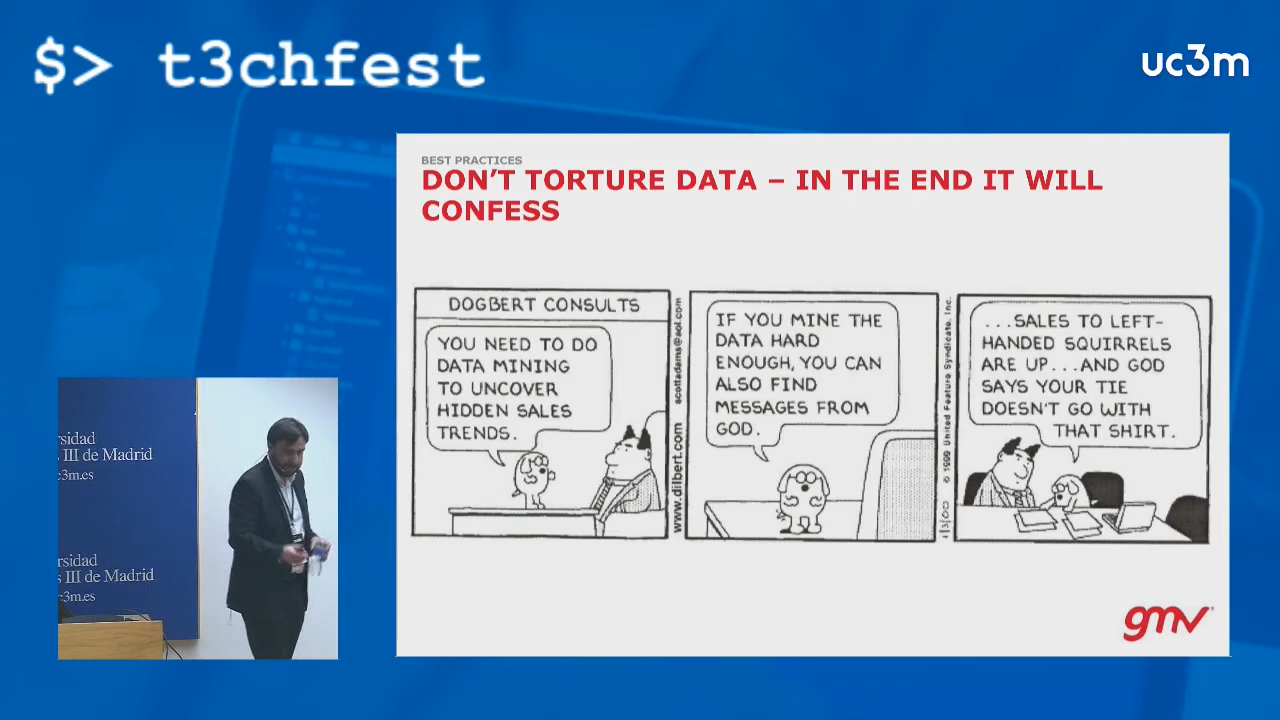 $> t3chfest
uc3m
BEST PRACTICES
DON'T TORTURE DATA – IN THE END IT WILL
CONFESS
DOGBERT CONSULTS
YOU NEED TO DO
DATA MINING
TO UNCOVER
HIDDEN SALES
TRENDS.
www.dilbert.com
scottadams@aol.com
IF YOU MINE THE
DATA HARD
ENOUGH, YOU CAN
ALSO FIND
MESSAGES FROM
GOD.
1/3/00 © 1999 United Feature Syndicate, Inc.
...SALES TO LEFT-
HANDED SQUIRRELS
ARE UP...AND GOD
SAYS YOUR TIE
DOESN'T GO WITH
THAT SHIRT.
gmv
rsidad
III de Madrid
c3m.es
rsidad
s III de Madrid
c3m.es